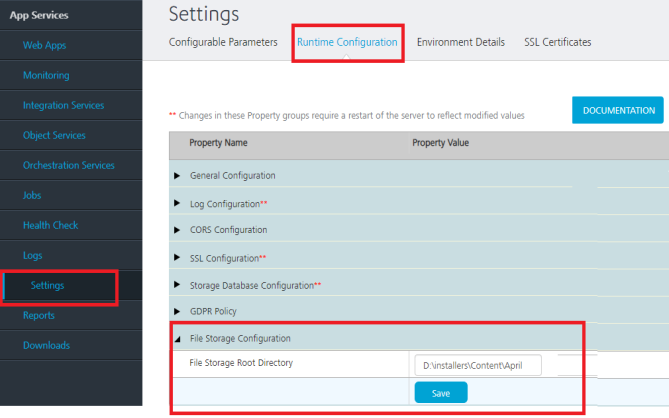 App Services
Web Apps
Monitoring
Integration Services
Object Services
Orchestration Services
Jobs
Health Check
Logs
Settings
Reports
Downloads
Settings
Configurable Parameters Runtime Configuration Environment Details SSL Certificates
** Changes in these Property groups require a restart of the server to reflect modified values
DOCUMENTATION
Property Name Property Value
General Configuration
Log Configuration**
CORS Configuration
SSL Configuration**
Storage Database Configuration**
GDPR Policy
File Storage Configuration
File Storage Root Directory D:\installers\Content\April
Save